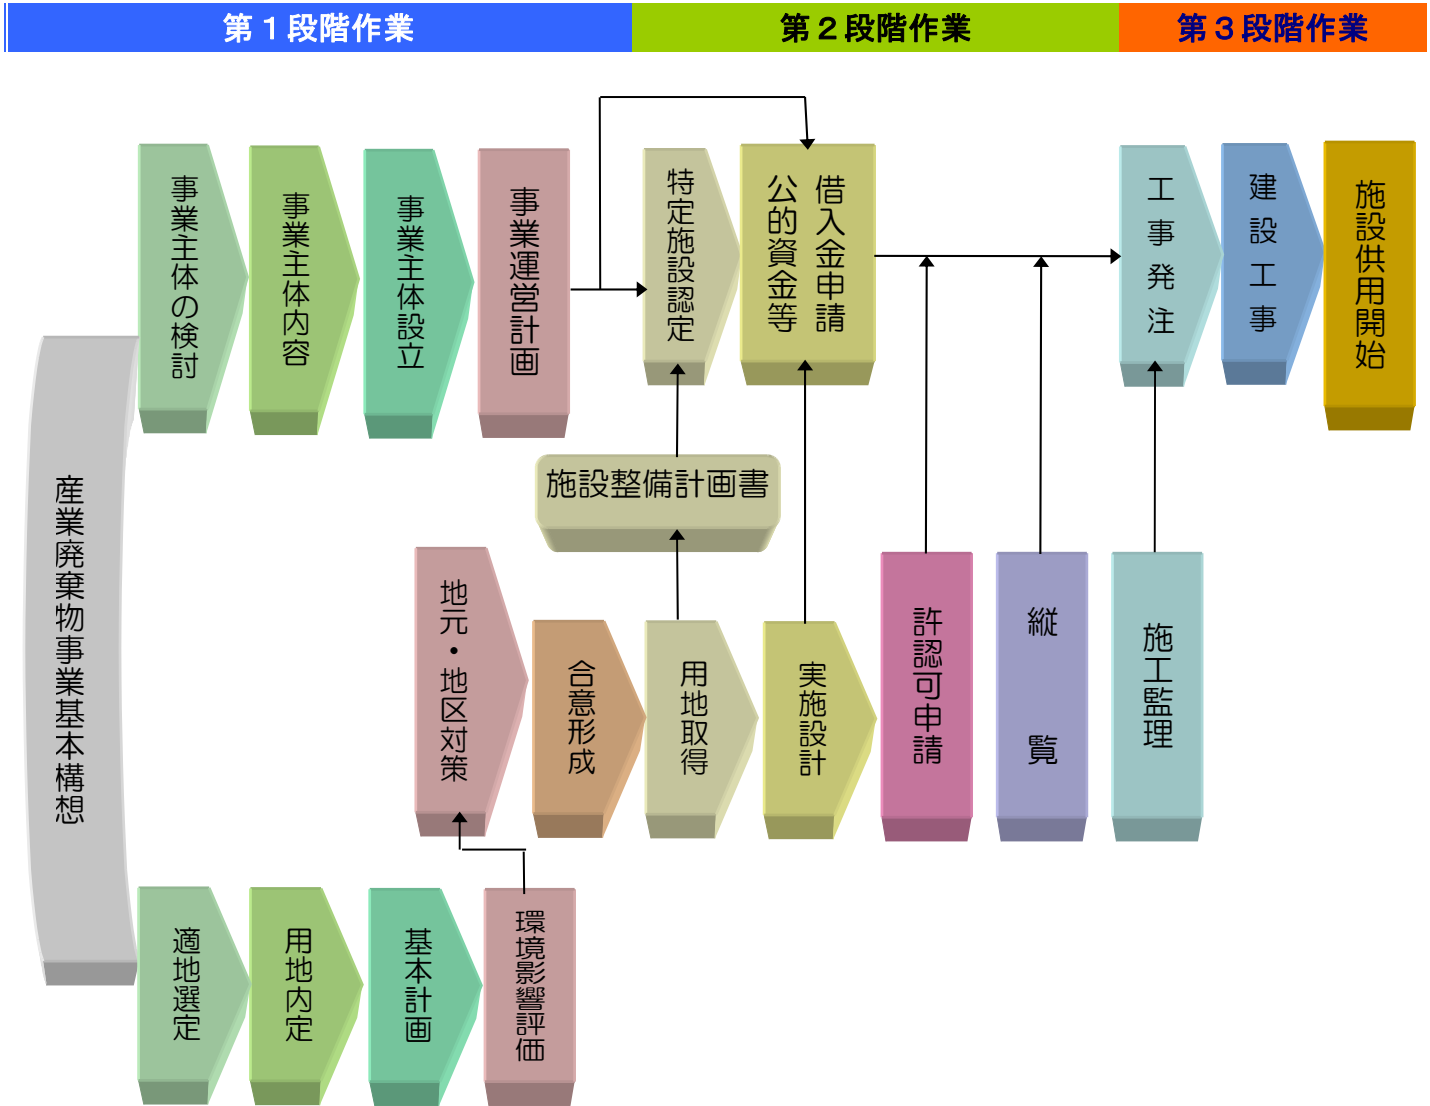 第１段階作業
第２段階作業
第３段階作業
事業主体の検討
事業主体内容
事業主体設立
事業運営計画
特定施設認定
借入金申請
公的資金等
工事発注
建設工事
施設供用開始
産業廃棄物事業基本構想
施設整備計画書
地元・地区対策
合意形成
用地取得
実施設計
許認可申請
縦　覧
施工監理
適地選定
用地内定
基本計画
環境影響評価